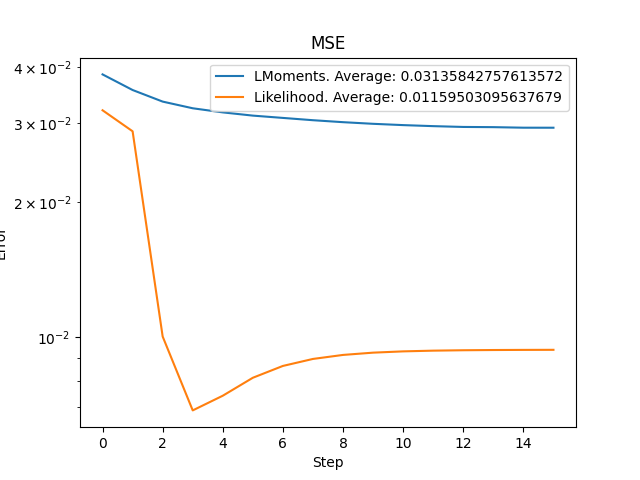 MSE
LMoments. Average: 0.03135842757613572
Likelihood. Average: 0.01159503095637679
4 × 10⁻²
3 × 10⁻²
2 × 10⁻²
10⁻²
Error
0 2 4 6 8 10 12 14
Step